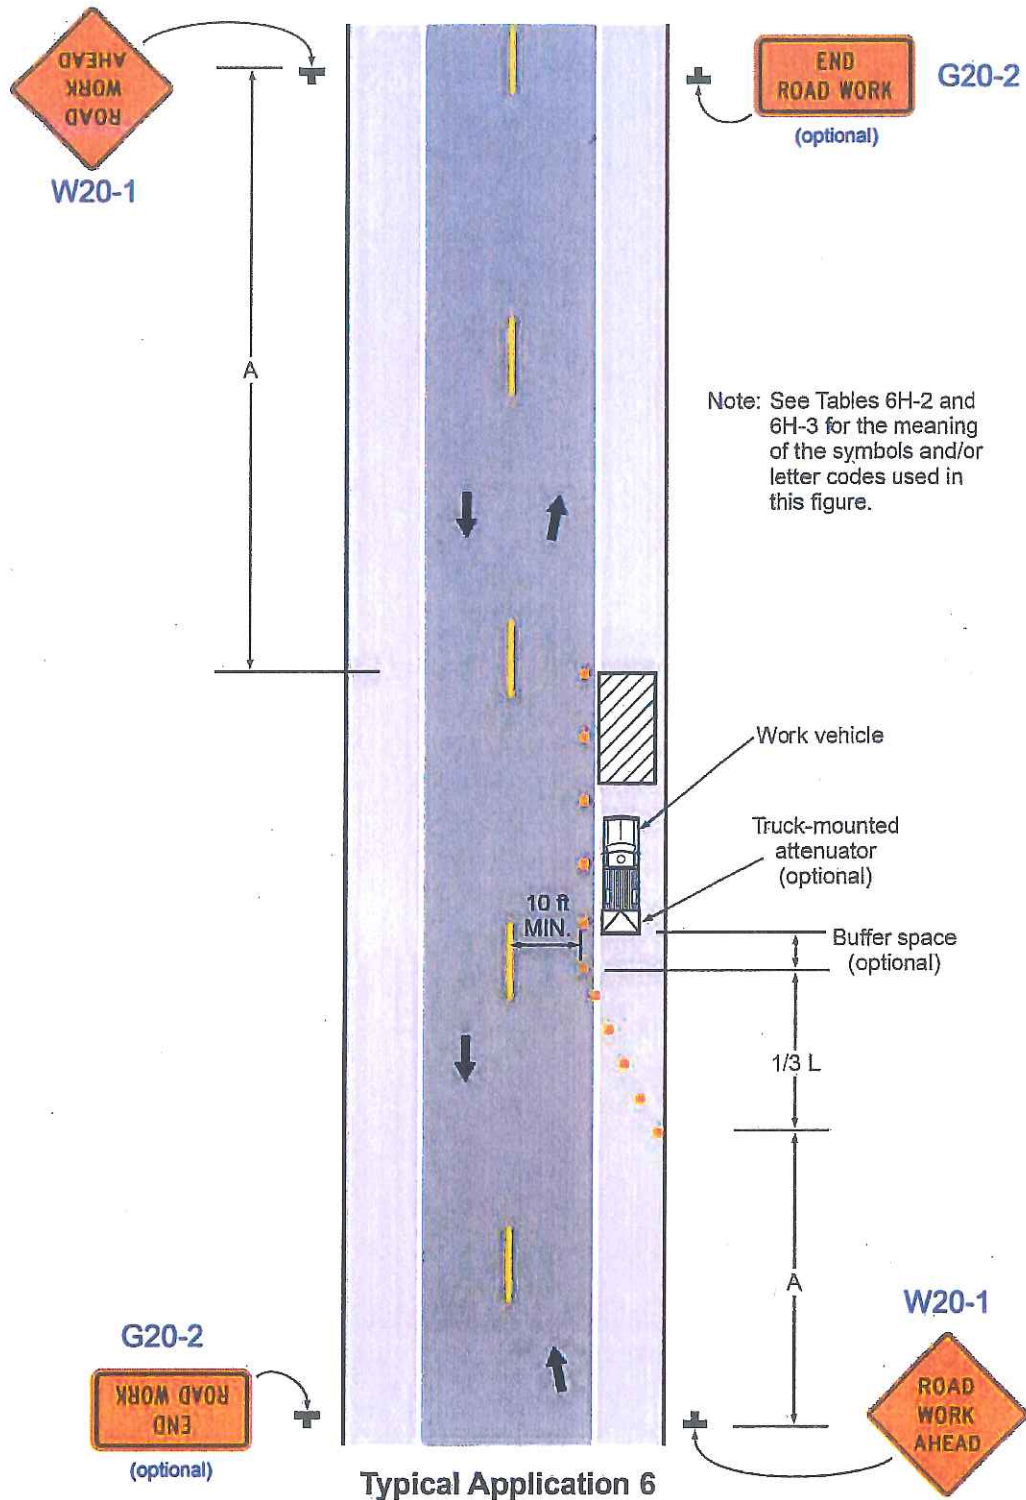 ROAD
WORK
AHEAD
W20-1
END
ROAD WORK
(optional)
G20-2
A
Note: See Tables 6H-2 and
6H-3 for the meaning
of the symbols and/or
letter codes used in
this figure.
Work vehicle
Truck-mounted
attenuator
(optional)
10 ft
MIN.
Buffer space
(optional)
1/3 L
A
W20-1
ROAD
WORK
AHEAD
G20-2
END
ROAD WORK
(optional)
Typical Application 6